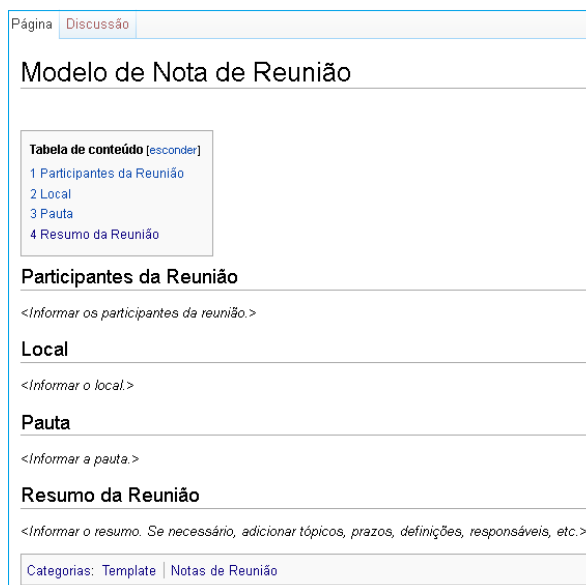 Página Discussão
Modelo de Nota de Reunião
Tabela de conteúdo [esconder]
1 Participantes da Reunião
2 Local
3 Pauta
4 Resumo da Reunião
Participantes da Reunião
<Informar os participantes da reunião.>
Local
<Informar o local.>
Pauta
<Informar a pauta.>
Resumo da Reunião
<Informar o resumo. Se necessário, adicionar tópicos, prazos, definições, responsáveis, etc.>
Categorias: Template | Notas de Reunião